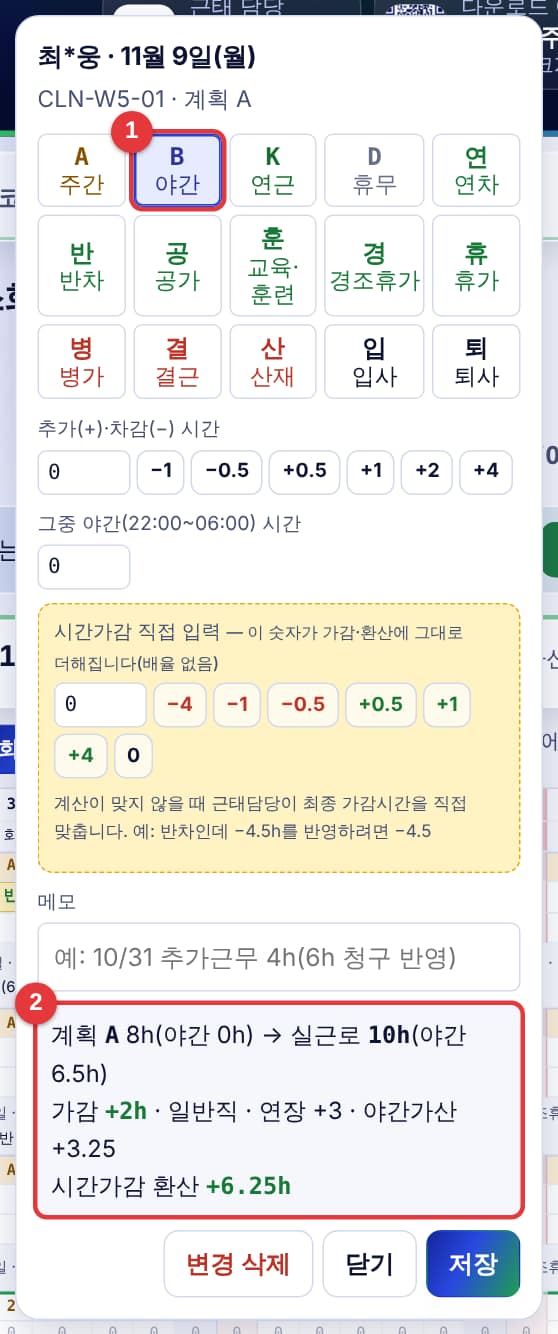 근태 담당
다운로드
최*웅 · 11월 9일(월)
CLN-W5-01 · 계획 A
1
A
주간
B
야간
K
연근
D
휴무
연
연차
반
반차
공
공가
훈
교육·
훈련
경
경조휴가
휴
휴가
병
병가
결
결근
산
산재
입
입사
퇴
퇴사
추가(+)·차감(−) 시간
0 −1 −0.5 +0.5 +1 +2 +4
그중 야간(22:00~06:00) 시간
0
시간가감 직접 입력 — 이 숫자가 가감·환산에 그대로
더해집니다(배율 없음)
0 −4 −1 −0.5 +0.5 +1
+4 0
계산이 맞지 않을 때 근태담당이 최종 가감시간을 직접
맞춥니다. 예: 반차인데 −4.5h를 반영하려면 −4.5
메모
예: 10/31 추가근무 4h(6h 청구 반영)
2
계획 A 8h(야간 0h) → 실근로 10h(야간
6.5h)
가감 +2h · 일반직 · 연장 +3 · 야간가산
+3.25
시간가감 환산 +6.25h
변경 삭제 닫기 저장